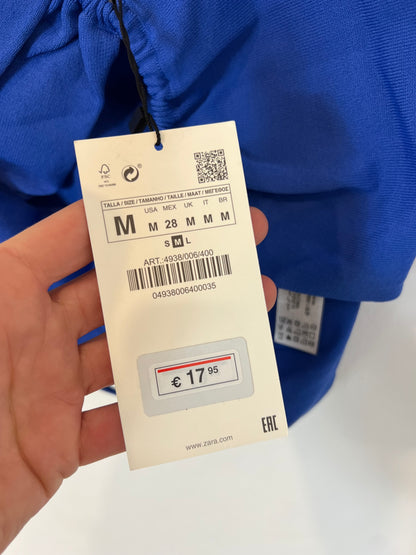 FSC
TALLA / SIZE / TAMANHO / TAILLE / MAAT / ΜΕΓΕΘΟΣ
M
USA MEX UK IT BR
M 28 M M M
S M L
ART.:4938/006/400
04938006400035
€ 17 95
www.zara.com
EAC